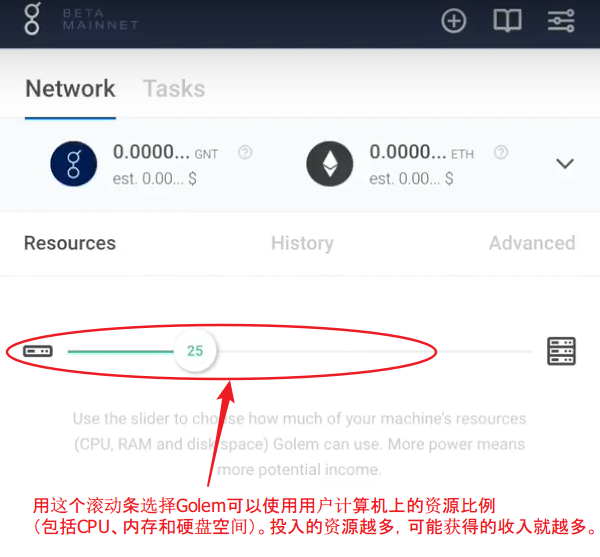 BETA
MAINNET
Network Tasks
0.0000... GNT 0.0000... ETH
est. 0.00... $ est. 0.00... $
Resources History Advanced
25
Use the slider to choose how much of your machine's resources
(CPU, RAM and disk space) Golem can use. More power means
more potential income.
用这个滚动条选择Golem可以使用用户计算机上的资源比例
（包括CPU、内存和硬盘空间）。投入的资源越多，可能获得的收入就越多。